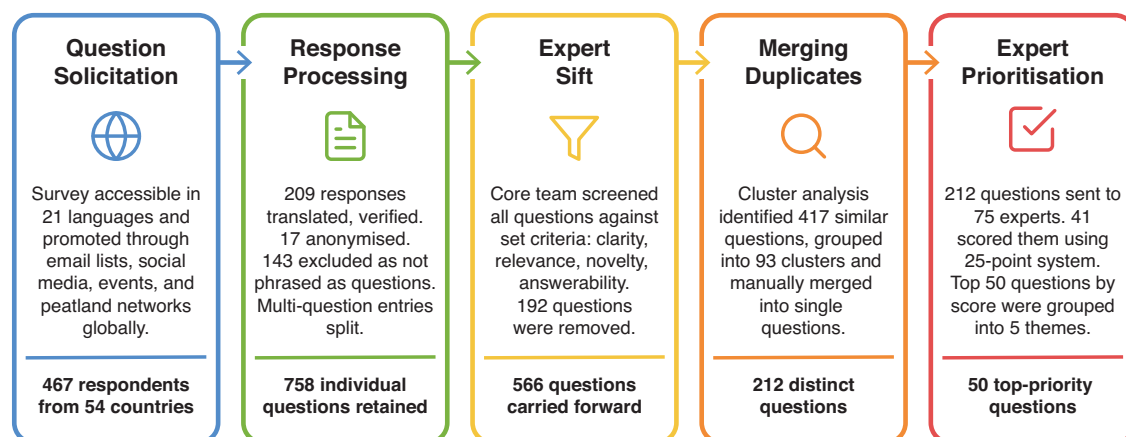 Question
Solicitation
Survey accessible in
21 languages and
promoted through
email lists, social
media, events, and
peatland networks
globally.
467 respondents
from 54 countries
Response
Processing
209 responses
translated, verified.
17 anonymised.
143 excluded as not
phrased as questions.
Multi-question entries
split.
758 individual
questions retained
Expert
Sift
Core team screened
all questions against
set criteria: clarity,
relevance, novelty,
answerability.
192 questions
were removed.
566 questions
carried forward
Merging
Duplicates
Cluster analysis
identified 417 similar
questions, grouped
into 93 clusters and
manually merged
into single
questions.
212 distinct
questions
Expert
Prioritisation
212 questions sent to
75 experts. 41
scored them using
25-point system.
Top 50 questions by
score were grouped
into 5 themes.
50 top-priority
questions